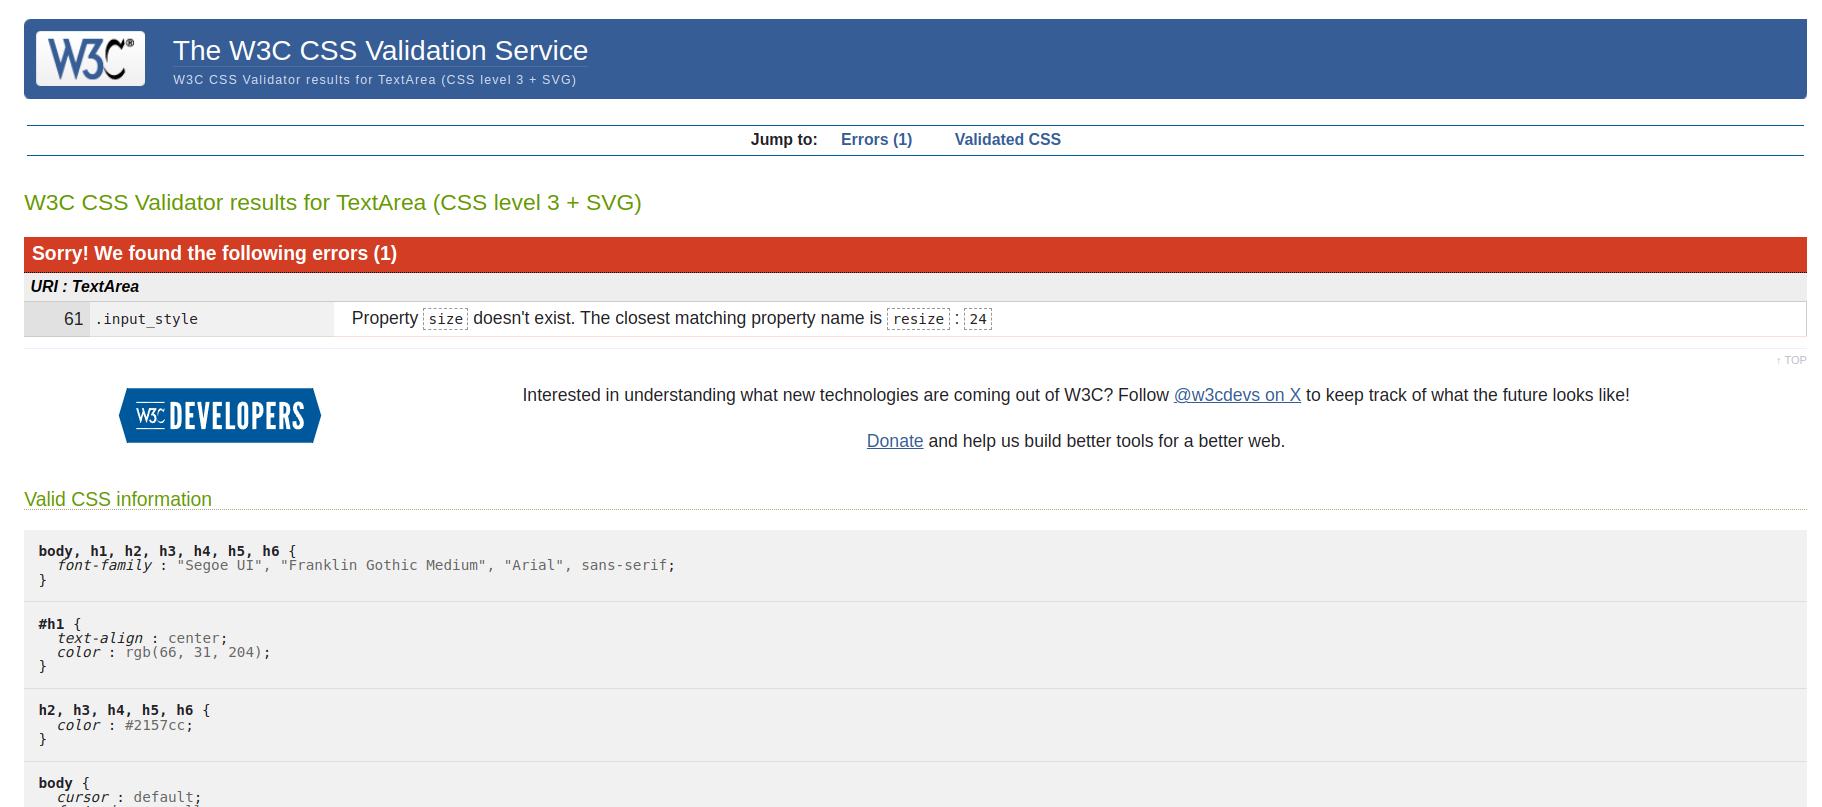 W3C®
The W3C CSS Validation Service
W3C CSS Validator results for TextArea (CSS level 3 + SVG)
Jump to: Errors (1) Validated CSS
W3C CSS Validator results for TextArea (CSS level 3 + SVG)
Sorry! We found the following errors (1)
URI : TextArea
61 .input_style Property size doesn't exist. The closest matching property name is resize : 24
↑ TOP
W3C DEVELOPERS
Interested in understanding what new technologies are coming out of W3C? Follow @w3cdevs on X to keep track of what the future looks like!
Donate and help us build better tools for a better web.
Valid CSS information
body, h1, h2, h3, h4, h5, h6 {
font-family : "Segoe UI", "Franklin Gothic Medium", "Arial", sans-serif;
}
#h1 {
text-align : center;
color : rgb(66, 31, 204);
}
h2, h3, h4, h5, h6 {
color : #2157cc;
}
body {
cursor : default;